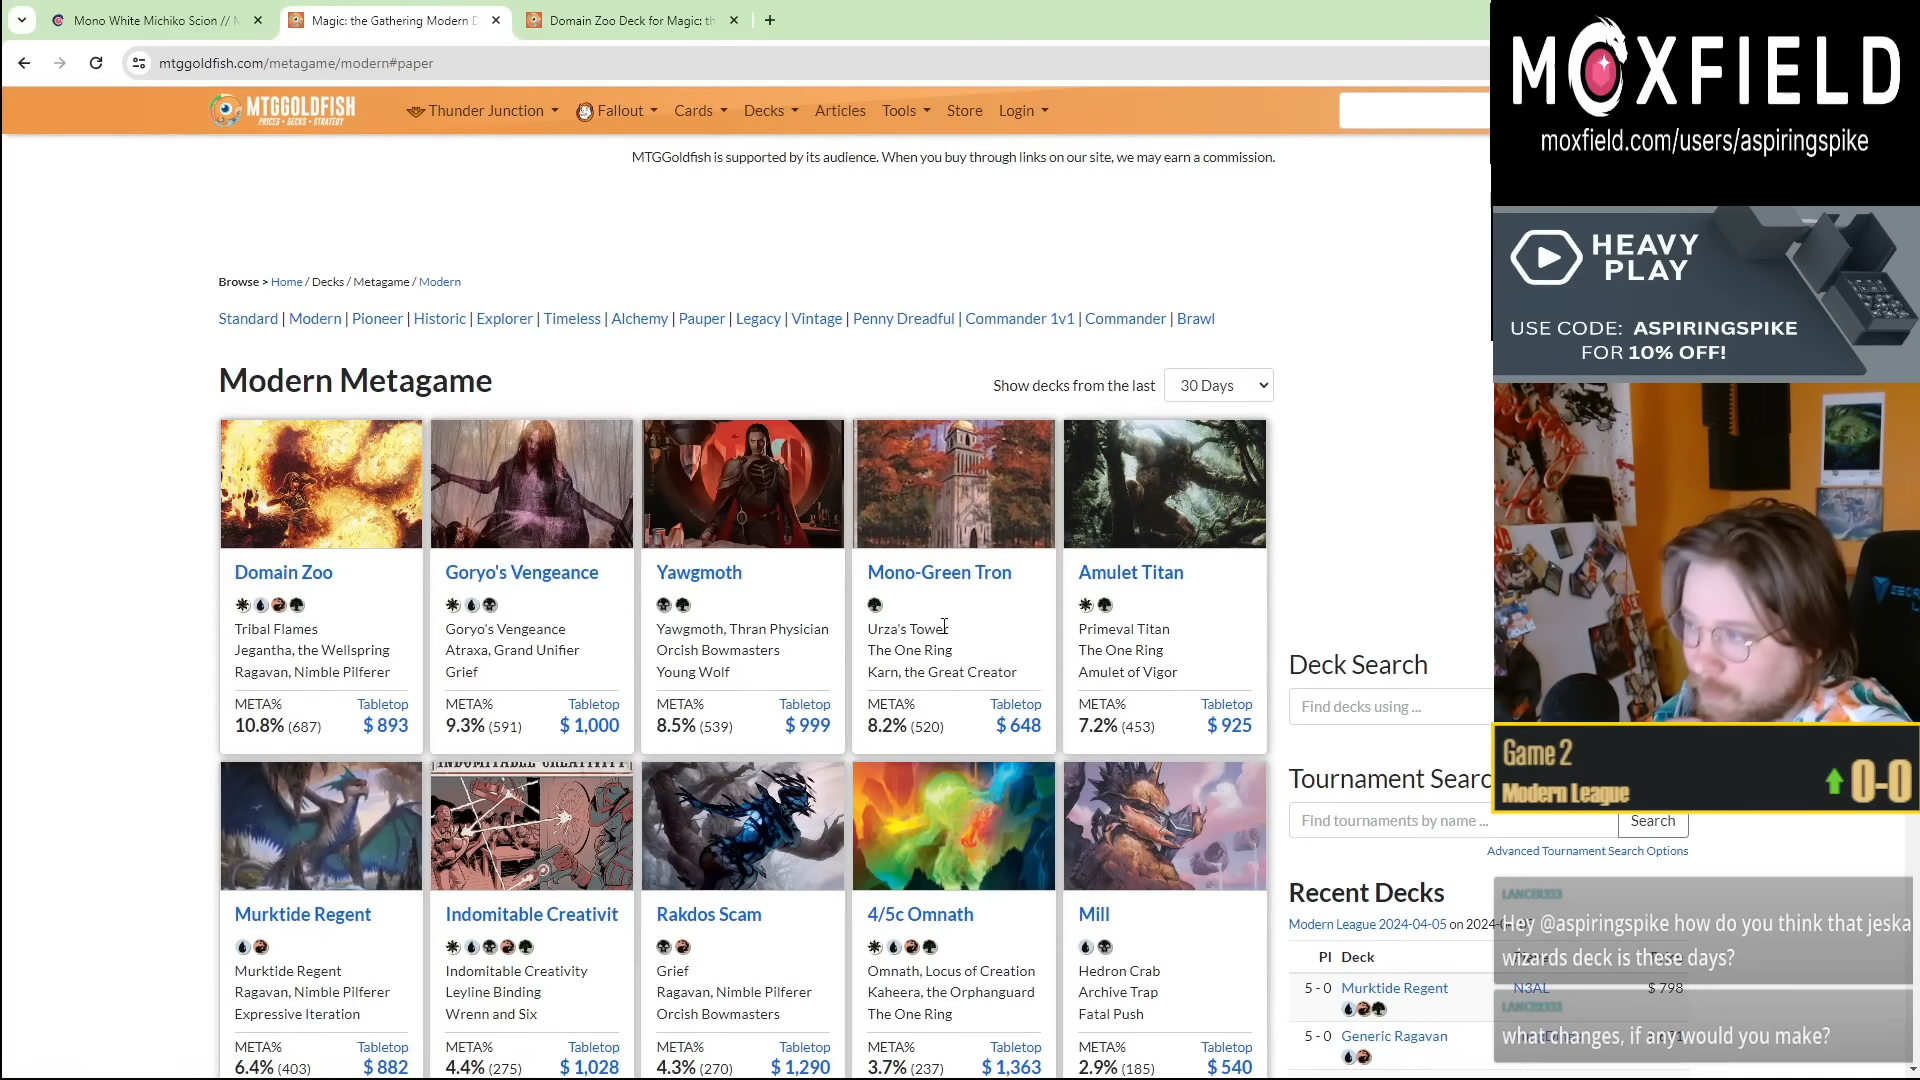 Mono White Michiko Scion // M
Magic: the Gathering Modern D
Domain Zoo Deck for Magic: th
mtggoldfish.com/metagame/modern#paper
MTGGOLDFISH
PRICES • DECKS • STRATEGY
Thunder Junction
Fallout
Cards
Decks
Articles
Tools
Store
Login
MTGGoldfish is supported by its audience. When you buy through links on our site, we may earn a commission.
Browse > Home / Decks / Metagame / Modern
Standard | Modern | Pioneer | Historic | Explorer | Timeless | Alchemy | Pauper | Legacy | Vintage | Penny Dreadful | Commander 1v1 | Commander | Brawl
Modern Metagame
Show decks from the last 30 Days
Domain Zoo
Tribal Flames
Jegantha, the Wellspring
Ragavan, Nimble Pilferer
META% Tabletop
10.8% (687) $ 893
Goryo's Vengeance
Goryo's Vengeance
Atraxa, Grand Unifier
Grief
META% Tabletop
9.3% (591) $ 1,000
Yawgmoth
Yawgmoth, Thran Physician
Orcish Bowmasters
Young Wolf
META% Tabletop
8.5% (539) $ 999
Mono-Green Tron
Urza's Tower
The One Ring
Karn, the Great Creator
META% Tabletop
8.2% (520) $ 648
Amulet Titan
Primeval Titan
The One Ring
Amulet of Vigor
META% Tabletop
7.2% (453) $ 925
Murktide Regent
Murktide Regent
Ragavan, Nimble Pilferer
Expressive Iteration
META% Tabletop
6.4% (403) $ 882
INDOMITABLE CREATIVITY
Indomitable Creativit
Indomitable Creativity
Leyline Binding
Wrenn and Six
META% Tabletop
4.4% (275) $ 1,028
Rakdos Scam
Grief
Ragavan, Nimble Pilferer
Orcish Bowmasters
META% Tabletop
4.3% (270) $ 1,290
4/5c Omnath
Omnath, Locus of Creation
Kaheera, the Orphanguard
The One Ring
META% Tabletop
3.7% (237) $ 1,363
Mill
Hedron Crab
Archive Trap
Fatal Push
META% Tabletop
2.9% (185) $ 540
Deck Search
Find decks using ...
Tournament Searc
Find tournaments by name ...
Search
Advanced Tournament Search Options
Recent Decks
Modern League 2024-04-05 on 2024-
Pl Deck
5 - 0 Murktide Regent N3AL $ 798
5 - 0 Generic Ragavan
MOXFIELD
moxfield.com/users/aspiringspike
HEAVY
PLAY
USE CODE: ASPIRINGSPIKE
FOR 10% OFF!
Game 2
Modern League
0-0
LANCER333
Hey @aspiringspike how do you think that jeska
wizards deck is these days?
LANCER333
what changes, if any would you make?